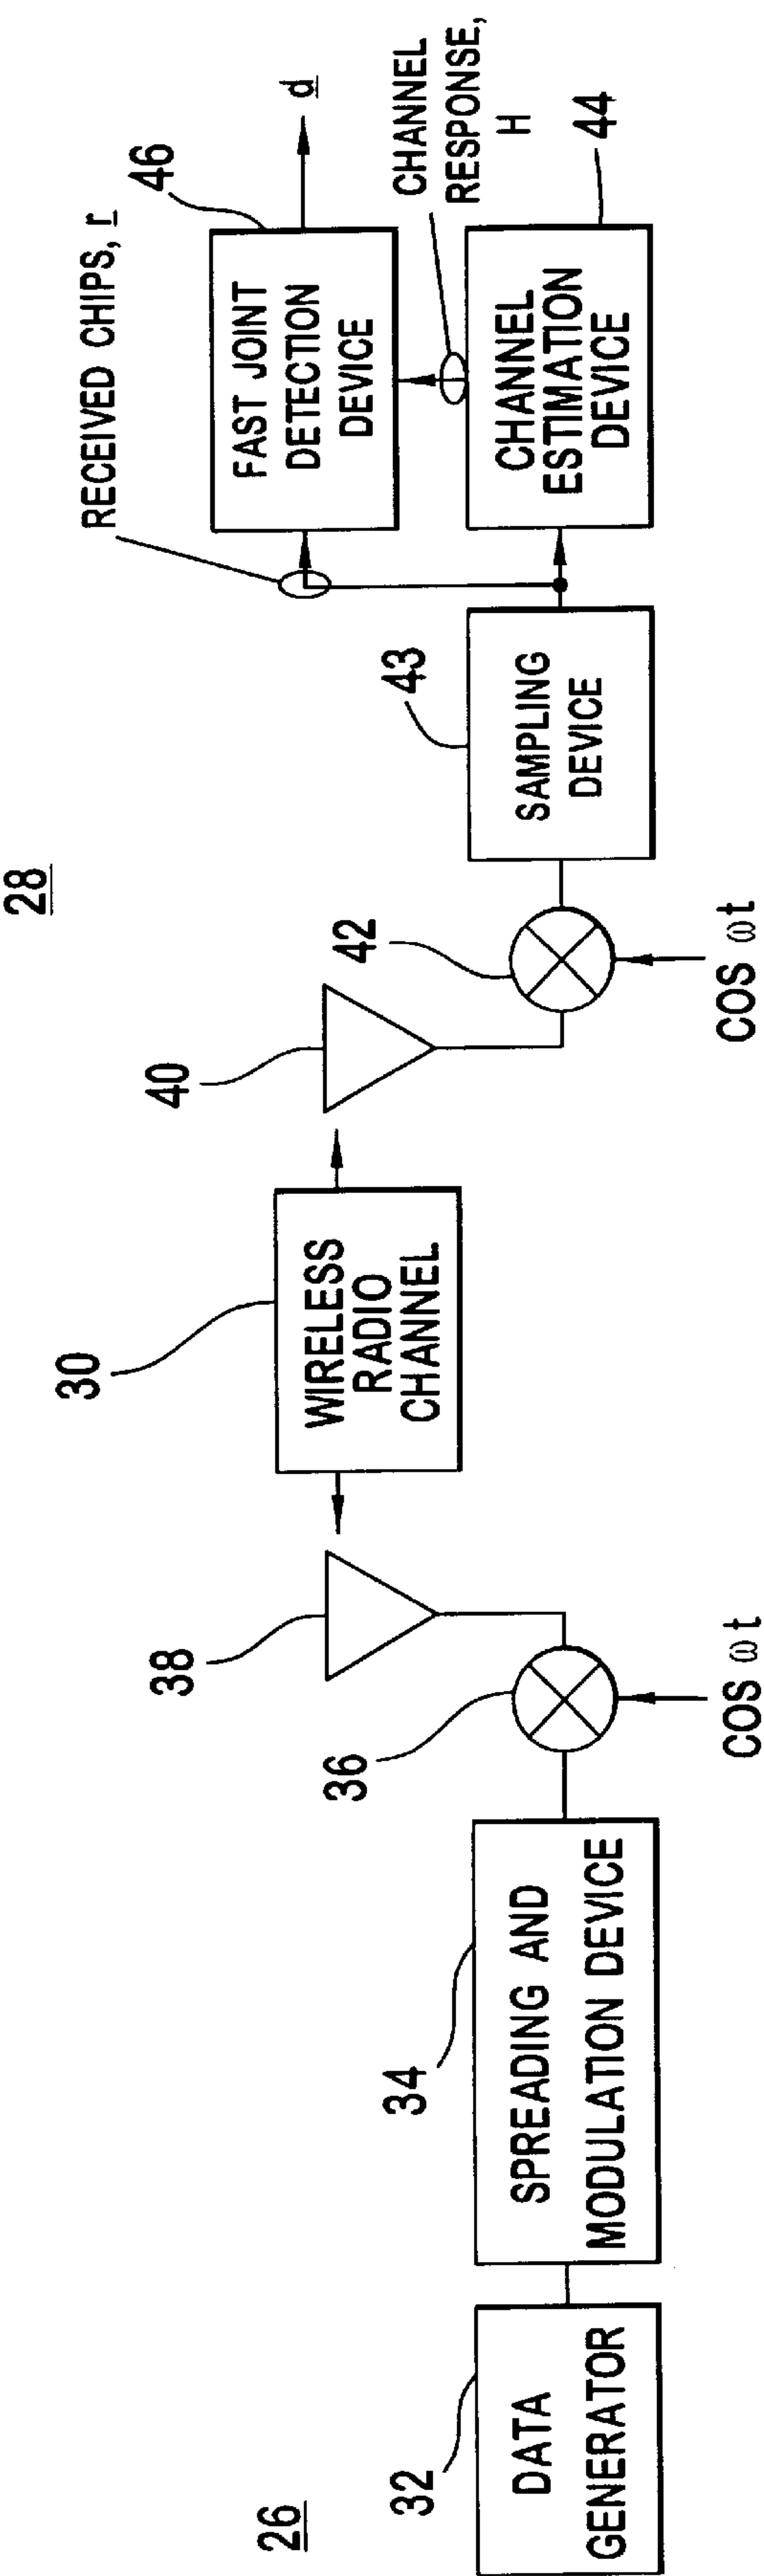 26
32
DATA
GENERATOR
34
SPREADING AND
MODULATION DEVICE
36
COS ωt
38
30
WIRELESS
RADIO
CHANNEL
28
40
42
COS ωt
43
SAMPLING
DEVICE
RECEIVED CHIPS, r
46
FAST JOINT
DETECTION
DEVICE
d
CHANNEL
RESPONSE,
H
44
CHANNEL
ESTIMATION
DEVICE